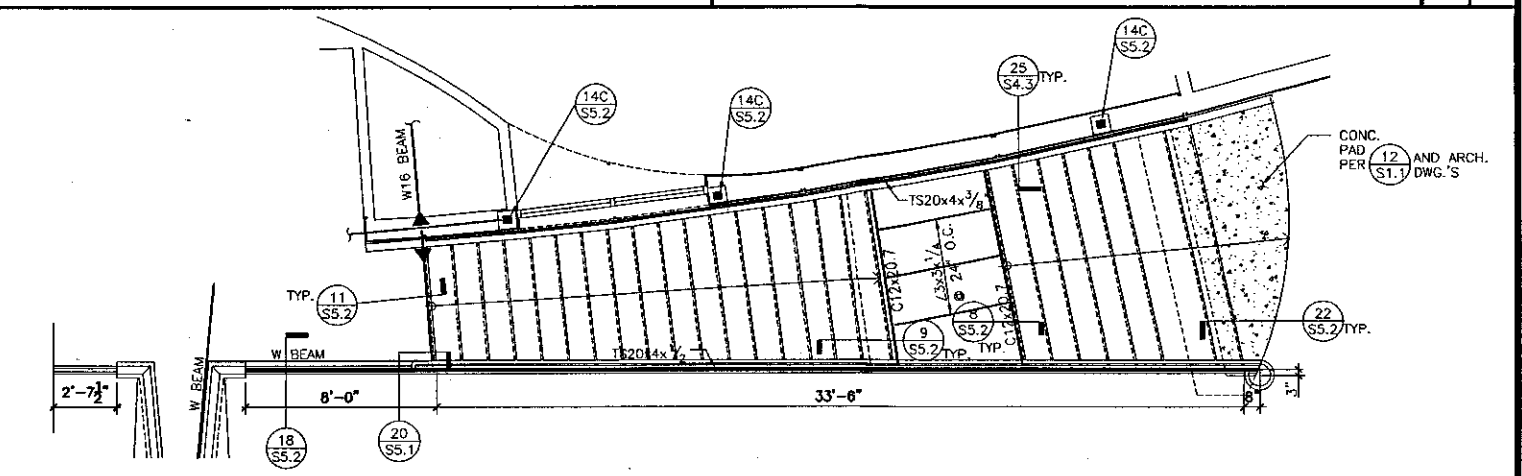 14C
S5.2
14C
S5.2
25
S4.3
TYP.
14C
S5.2
CONC.
PAD
PER 12
S1.1
AND ARCH.
DWG.'S
W16 BEAM
TS20x4x3/8
C12x20.7
∠3x3x1/4
@ 24" O.C.
C12x20.7
TYP.
11
S5.2
9
S5.2
TYP.
8
S5.2
TYP.
22
S5.2
TYP.
W BEAM
W BEAM
TS20x4x1/2
2'-7½"
8'-0"
33'-6"
8"
3"
18
S5.2
20
S5.1